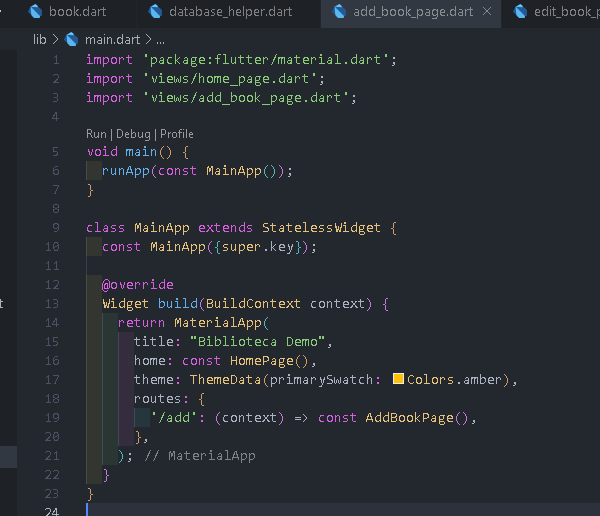 book.dart database_helper.dart add_book_page.dart edit_book_p
lib > main.dart > ...
1 import 'package:flutter/material.dart';
2 import 'views/home_page.dart';
3 import 'views/add_book_page.dart';
4
Run | Debug | Profile
5 void main() {
6 runApp(const MainApp());
7 }
8
9 class MainApp extends StatelessWidget {
10 const MainApp({super.key});
11
12 @override
13 Widget build(BuildContext context) {
14 return MaterialApp(
15 title: "Biblioteca Demo",
16 home: const HomePage(),
17 theme: ThemeData(primarySwatch: Colors.amber),
18 routes: {
19 '/add': (context) => const AddBookPage(),
20 },
21 ); // MaterialApp
22 }
23 }
24